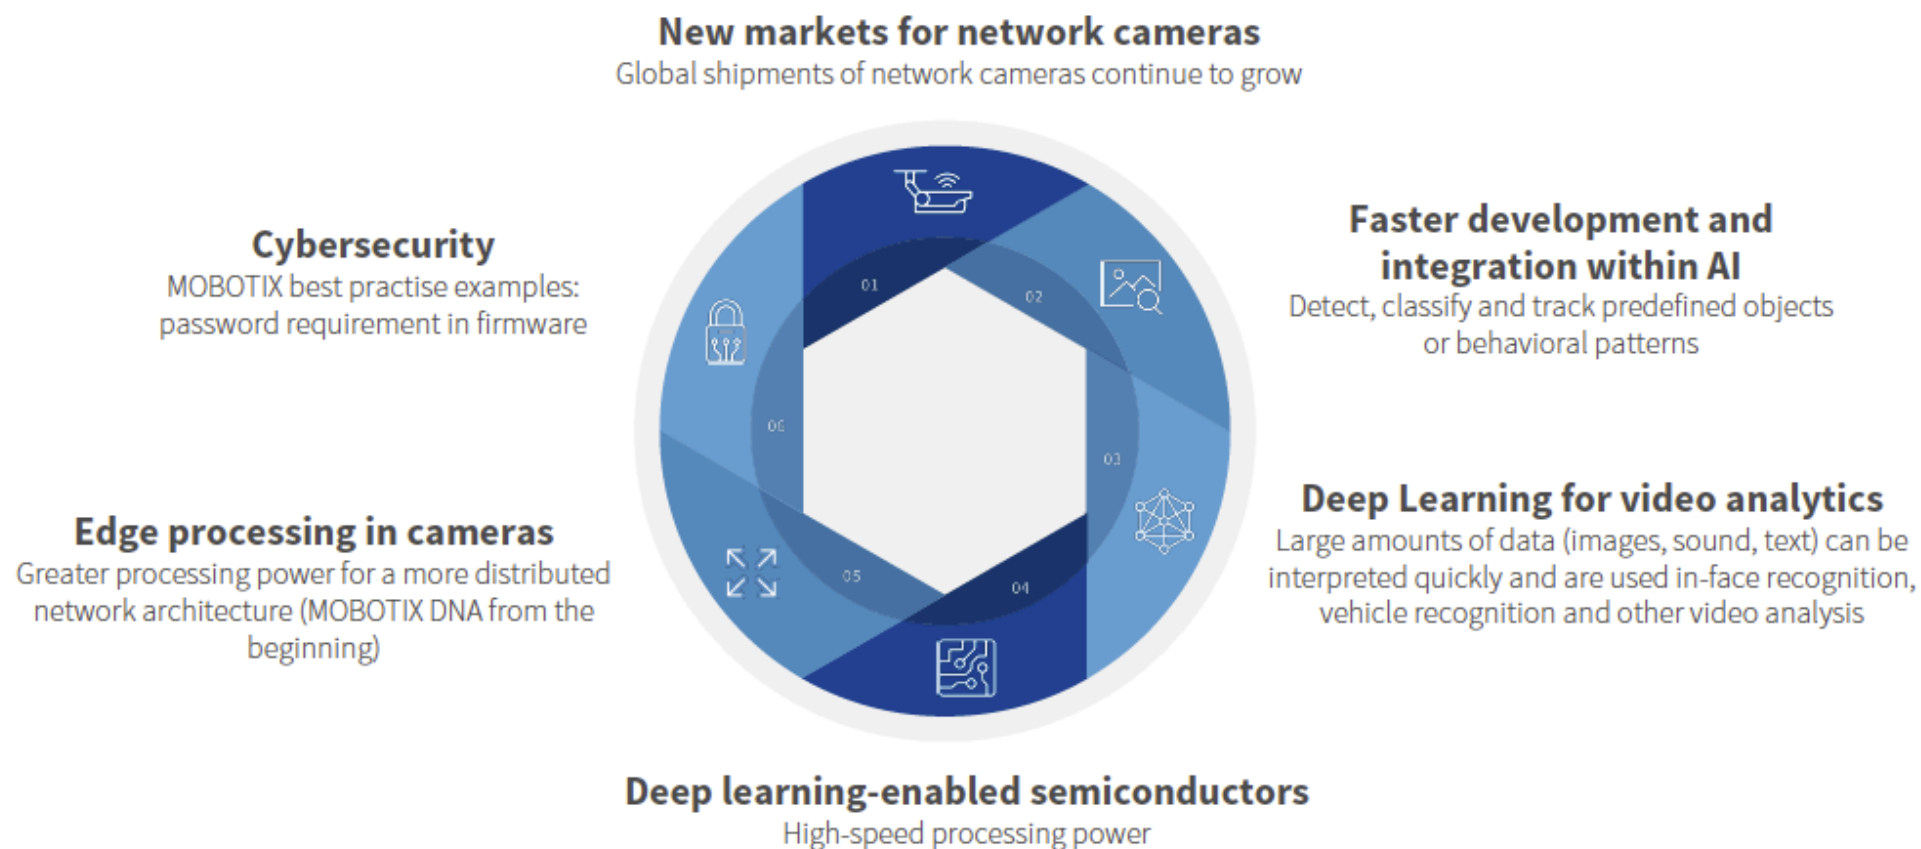 New markets for network cameras
Global shipments of network cameras continue to grow
Faster development and
integration within AI
Detect, classify and track predefined objects
or behavioral patterns
Deep Learning for video analytics
Large amounts of data (images, sound, text) can be
interpreted quickly and are used in-face recognition,
vehicle recognition and other video analysis
Deep learning-enabled semiconductors
High-speed processing power
Edge processing in cameras
Greater processing power for a more distributed
network architecture (MOBOTIX DNA from the
beginning)
Cybersecurity
MOBOTIX best practise examples:
password requirement in firmware
01
02
03
04
05
06